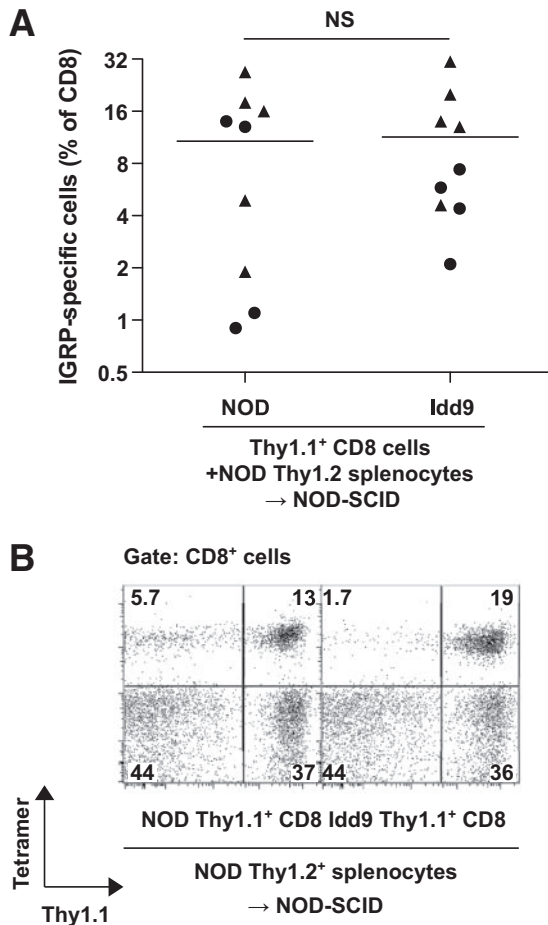 A
NS
IGRP-specific cells (% of CD8)
32
16
8
4
2
1
0.5
NOD Idd9
Thy1.1⁺ CD8 cells
+NOD Thy1.2 splenocytes
→ NOD-SCID
B
Gate: CD8⁺ cells
5.7 13 1.7 19
44 37 44 36
NOD Thy1.1⁺ CD8 Idd9 Thy1.1⁺ CD8
NOD Thy1.2⁺ splenocytes
→ NOD-SCID
Tetramer
Thy1.1